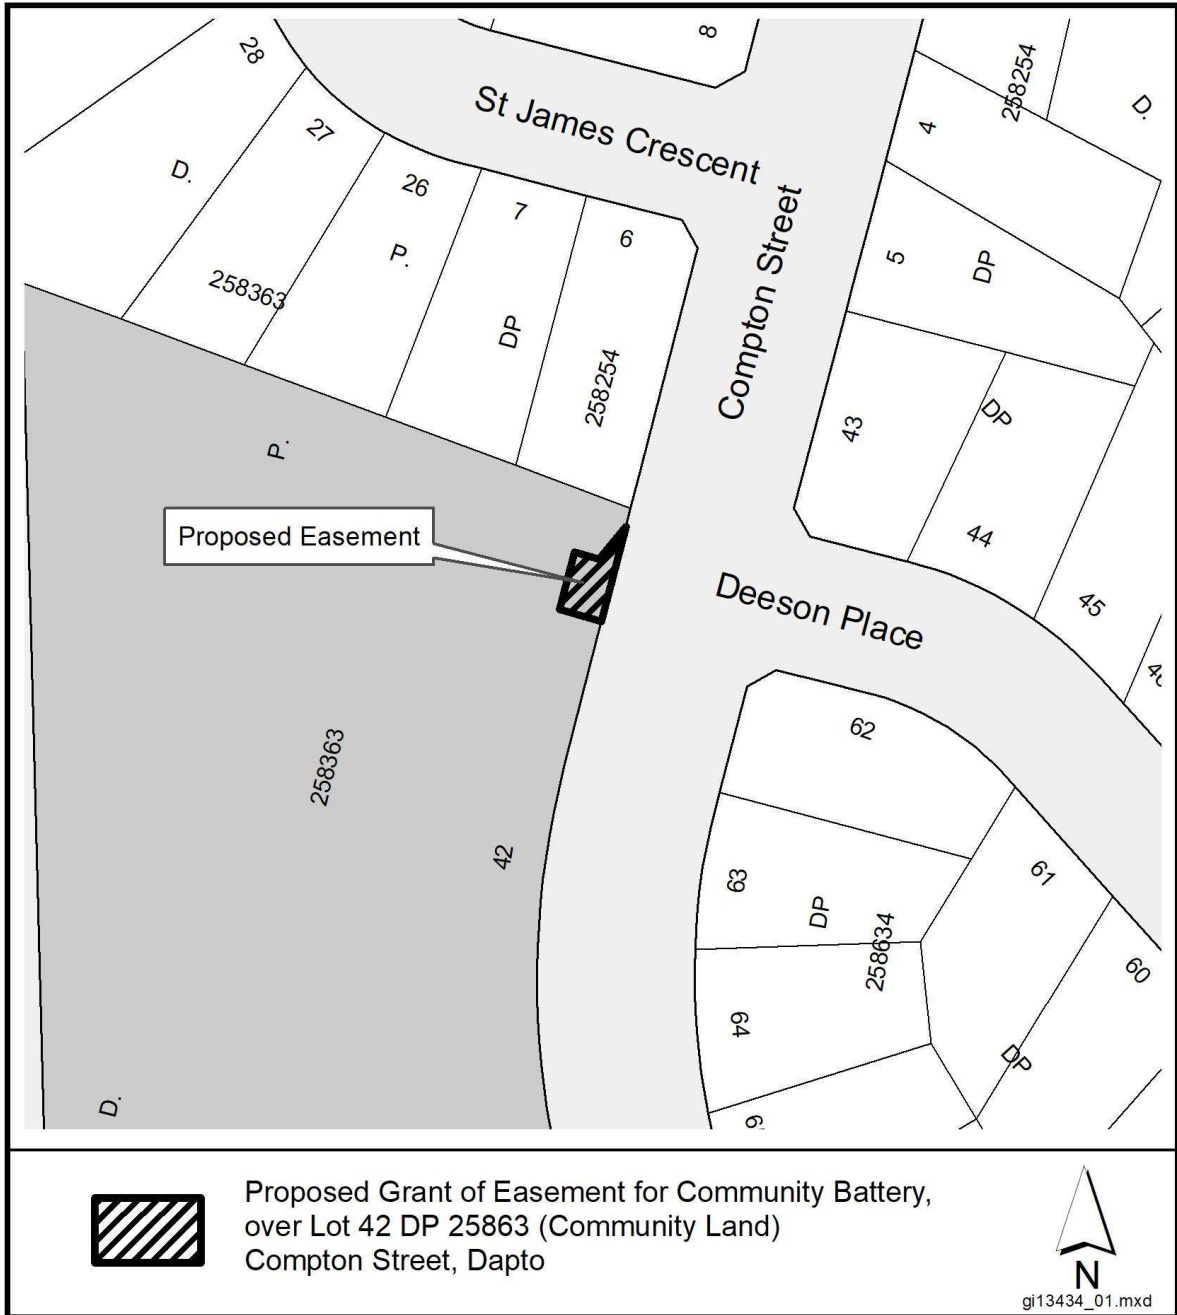 28
8
258254
D.
St James Crescent
27
4
D.
26
7
6
P.
5
DP
Compton Street
258363
DP
258254
43
DP
P.
Proposed Easement
44
Deeson Place
45
62
258363
42
61
63
DP
258634
60
64
DP
D.
Proposed Grant of Easement for Community Battery,
over Lot 42 DP 25863 (Community Land)
Compton Street, Dapto
N
gi13434_01.mxd